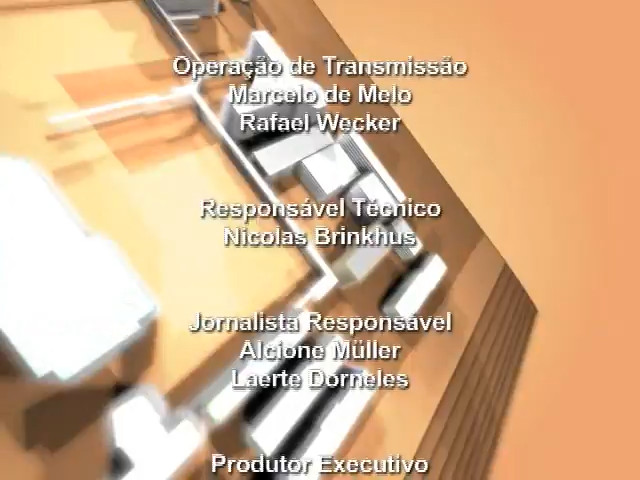 Operação de Transmissão
Marcelo de Melo
Rafael Wecker
Responsável Técnico
Nicolas Brinkhus
Jornalista Responsável
Alcione Müller
Laerte Dorneles
Produtor Executivo